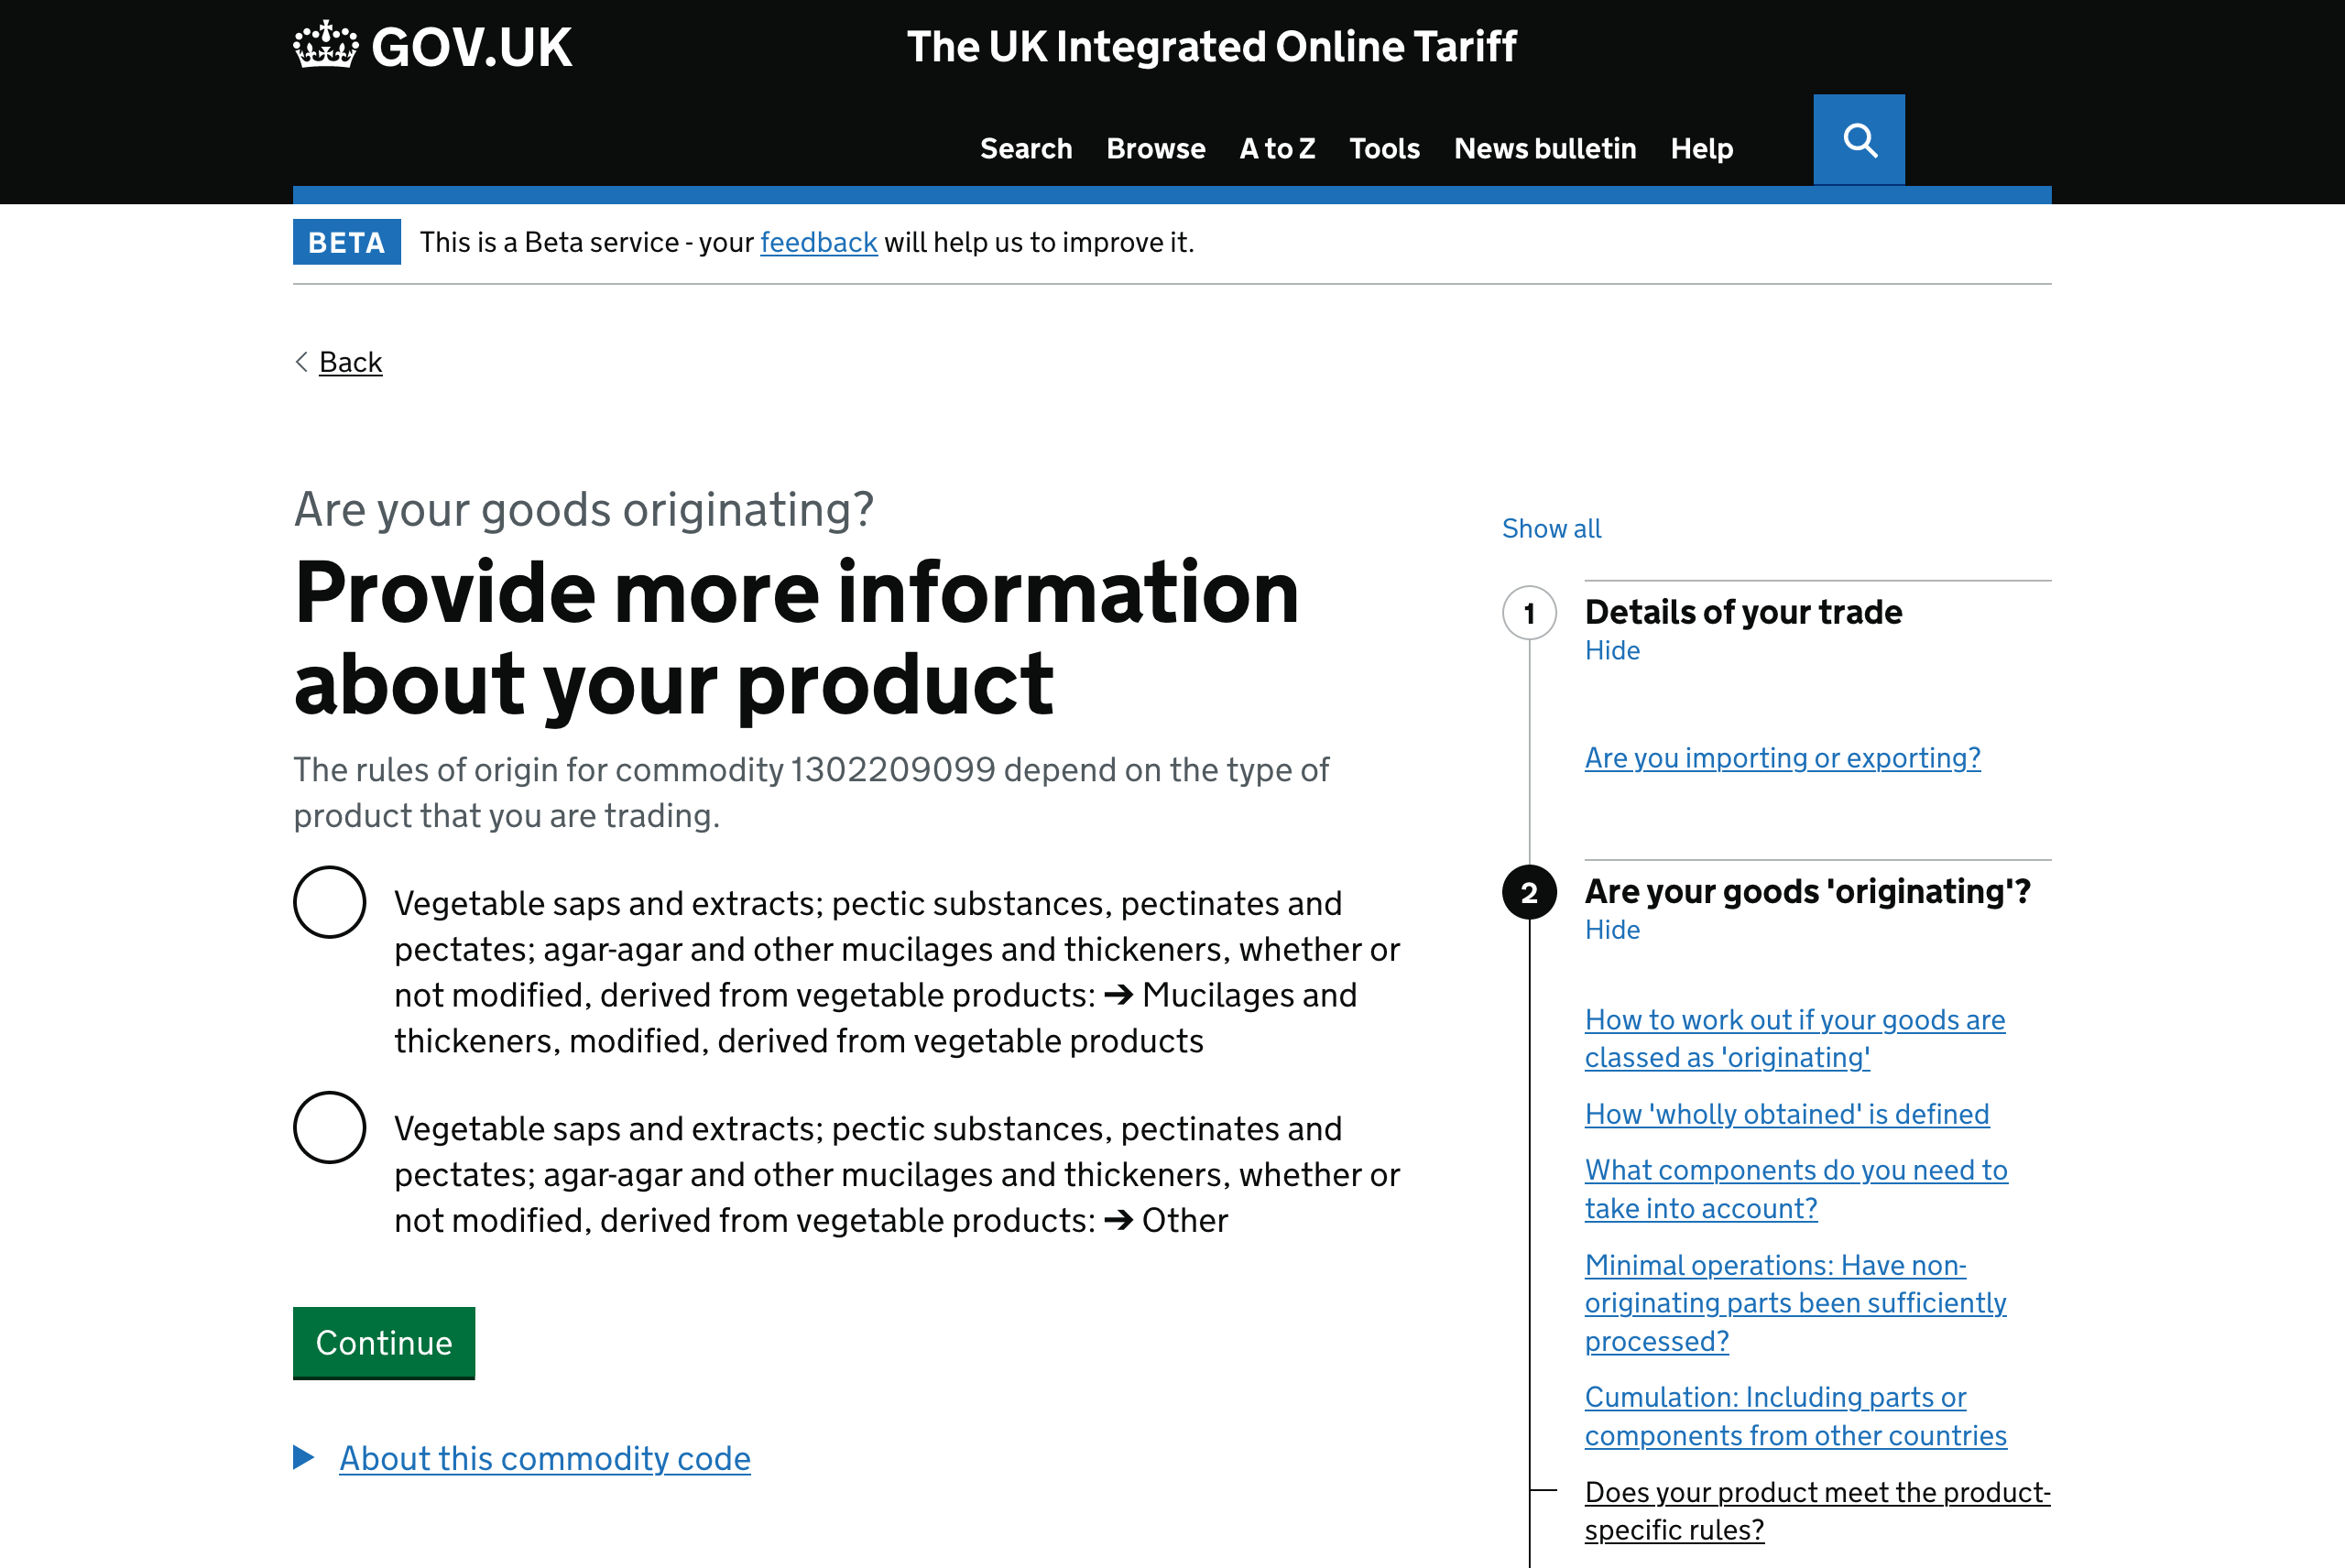 GOV.UK
The UK Integrated Online Tariff
Search Browse A to Z Tools News bulletin Help
BETA This is a Beta service - your feedback will help us to improve it.
Back
Are your goods originating?
Provide more information
about your product
The rules of origin for commodity 1302209099 depend on the type of
product that you are trading.
Vegetable saps and extracts; pectic substances, pectinates and
pectates; agar-agar and other mucilages and thickeners, whether or
not modified, derived from vegetable products: ➔ Mucilages and
thickeners, modified, derived from vegetable products
Vegetable saps and extracts; pectic substances, pectinates and
pectates; agar-agar and other mucilages and thickeners, whether or
not modified, derived from vegetable products: ➔ Other
Continue
About this commodity code
Show all
1 Details of your trade
Hide
Are you importing or exporting?
2 Are your goods 'originating'?
Hide
How to work out if your goods are
classed as 'originating'
How 'wholly obtained' is defined
What components do you need to
take into account?
Minimal operations: Have non-
originating parts been sufficiently
processed?
Cumulation: Including parts or
components from other countries
Does your product meet the product-
specific rules?